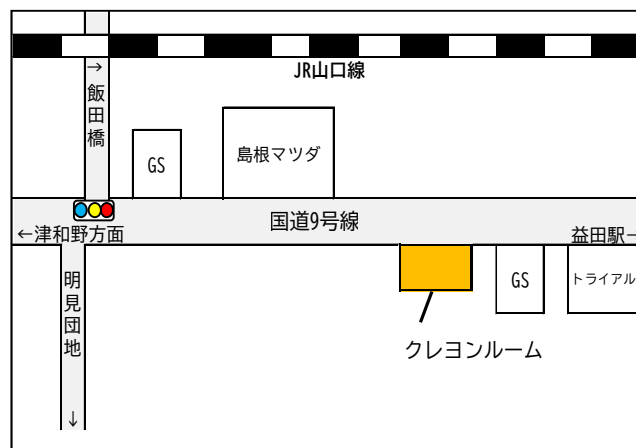 JR山口線
→
飯田橋
GS
島根マツダ
国道9号線
←津和野方面
益田駅→
明見団地
↓
GS
トライアル
クレヨンルーム